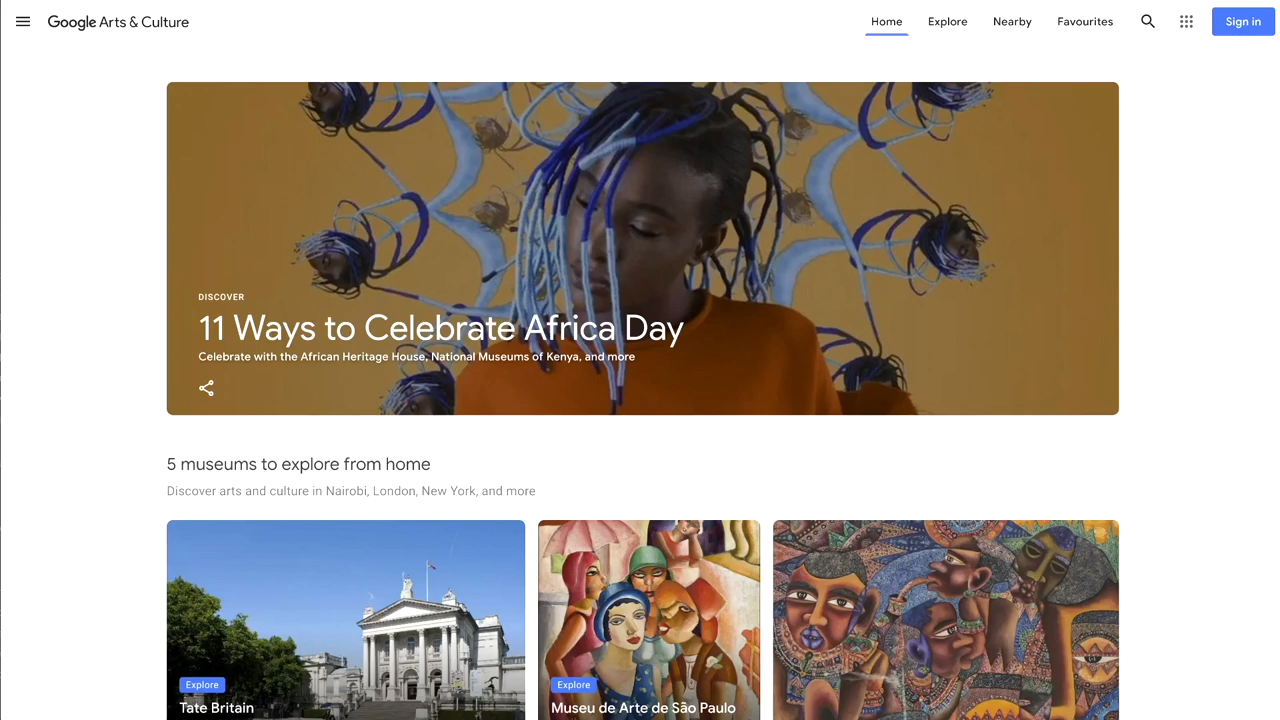 Google Arts & Culture
Home
Explore
Nearby
Favourites
Sign in
DISCOVER
11 Ways to Celebrate Africa Day
Celebrate with the African Heritage House, National Museums of Kenya, and more
5 museums to explore from home
Discover arts and culture in Nairobi, London, New York, and more
Explore
Tate Britain
Explore
Museu de Arte de São Paulo